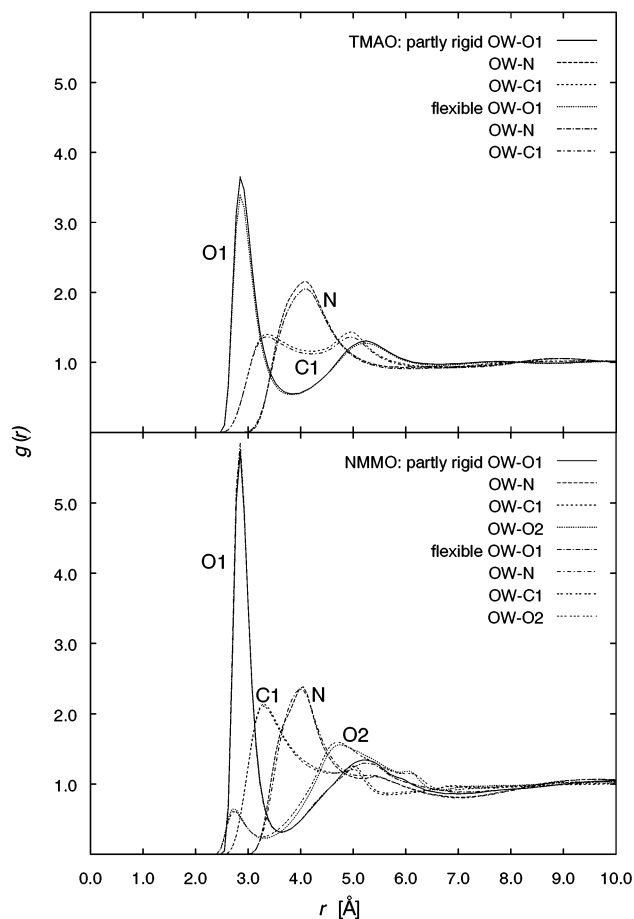 TMAO: partly rigid OW-O1
OW-N
OW-C1
flexible OW-O1
OW-N
OW-C1
5.0
4.0
3.0
2.0
1.0
O1
N
C1
g(r)
NMMO: partly rigid OW-O1
OW-N
OW-C1
OW-O2
flexible OW-O1
OW-N
OW-C1
OW-O2
5.0
4.0
3.0
2.0
1.0
O1
C1
N
O2
0.0 1.0 2.0 3.0 4.0 5.0 6.0 7.0 8.0 9.0 10.0
r [Å]